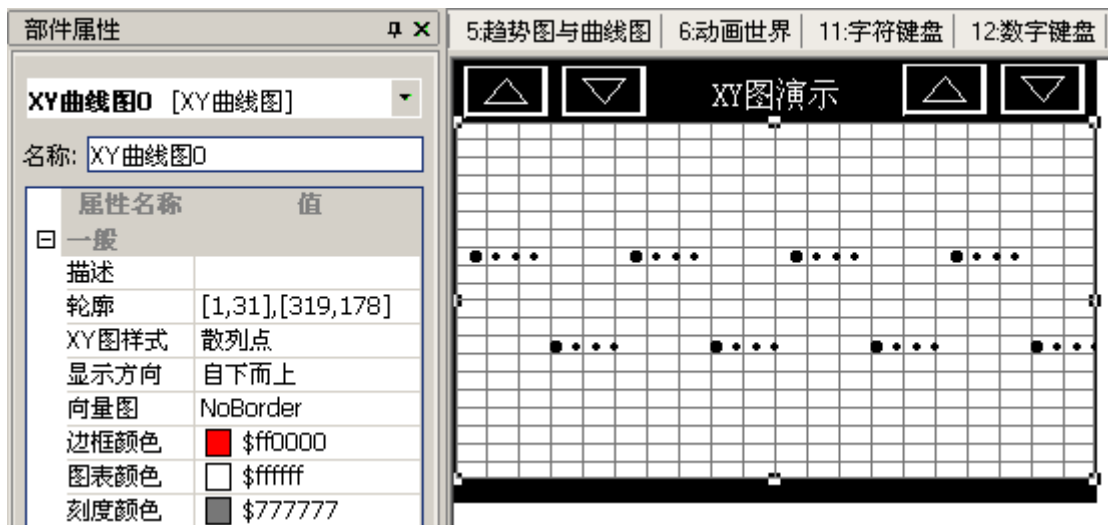 部件属性
XY曲线图0 [XY曲线图]
名称: XY曲线图0
属性名称 值
一般
描述
轮廓 [1,31],[319,178]
XY图样式 散列点
显示方向 自下而上
向量图 NoBorder
边框颜色 $ff0000
图表颜色 $ffffff
刻度颜色 $777777
5:趋势图与曲线图 6:动画世界 11:字符键盘 12:数字键盘
XY图演示